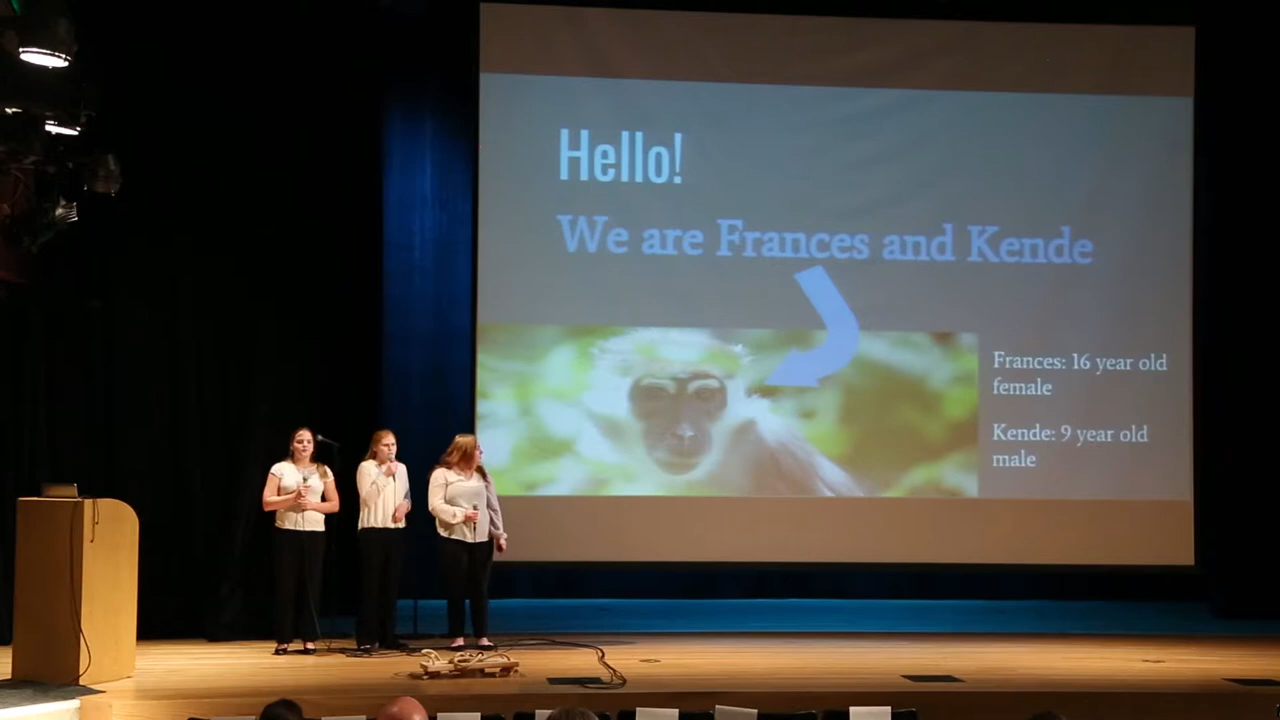 Hello!
We are Frances and Kende
Frances: 16 year old
female
Kende: 9 year old
male